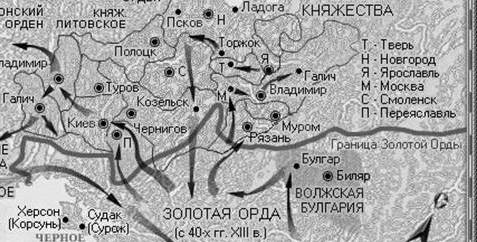 КНЯЖ.
ЛИТОВСКОЕ
ОРДЕН
Псков
Н
Ладога
КНЯЖЕСТВА
Торжок
Полоцк
С
Т
Я
Галич
Т - Тверь
Н - Новгород
Я - Ярославль
М - Москва
С - Смоленск
П - Переяславль
Владимир
Туров
Козельск
М
Владимир
Галич
Киев
Чернигов
П
Муром
Рязань
Граница Золотой Орды
Булгар
Биляр
ВОЛЖСКАЯ
БУЛГАРИЯ
ЗОЛОТАЯ ОРДА
(с 40-х гг. XIII в.)
Херсон
(Корсунь)
Судак
(Сурож)
ЧЕРНОЕ